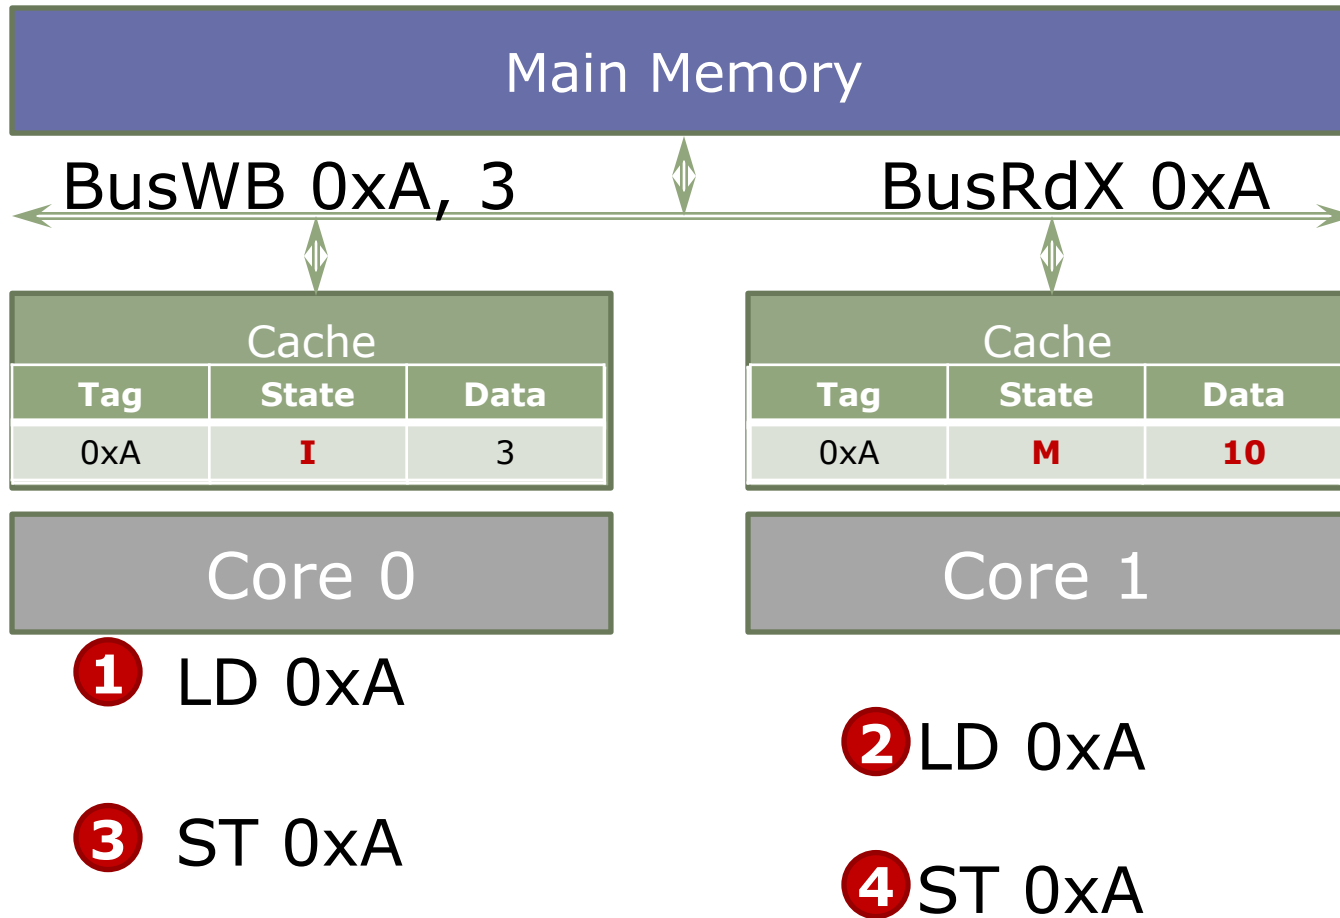 Main Memory
BusWB 0xA, 3 BusRdX 0xA
Cache Cache
Tag State Data Tag State Data
0xA I 3 0xA M 10
Core 0 Core 1
1 LD 0xA
2 LD 0xA
3 ST 0xA
4 ST 0xA